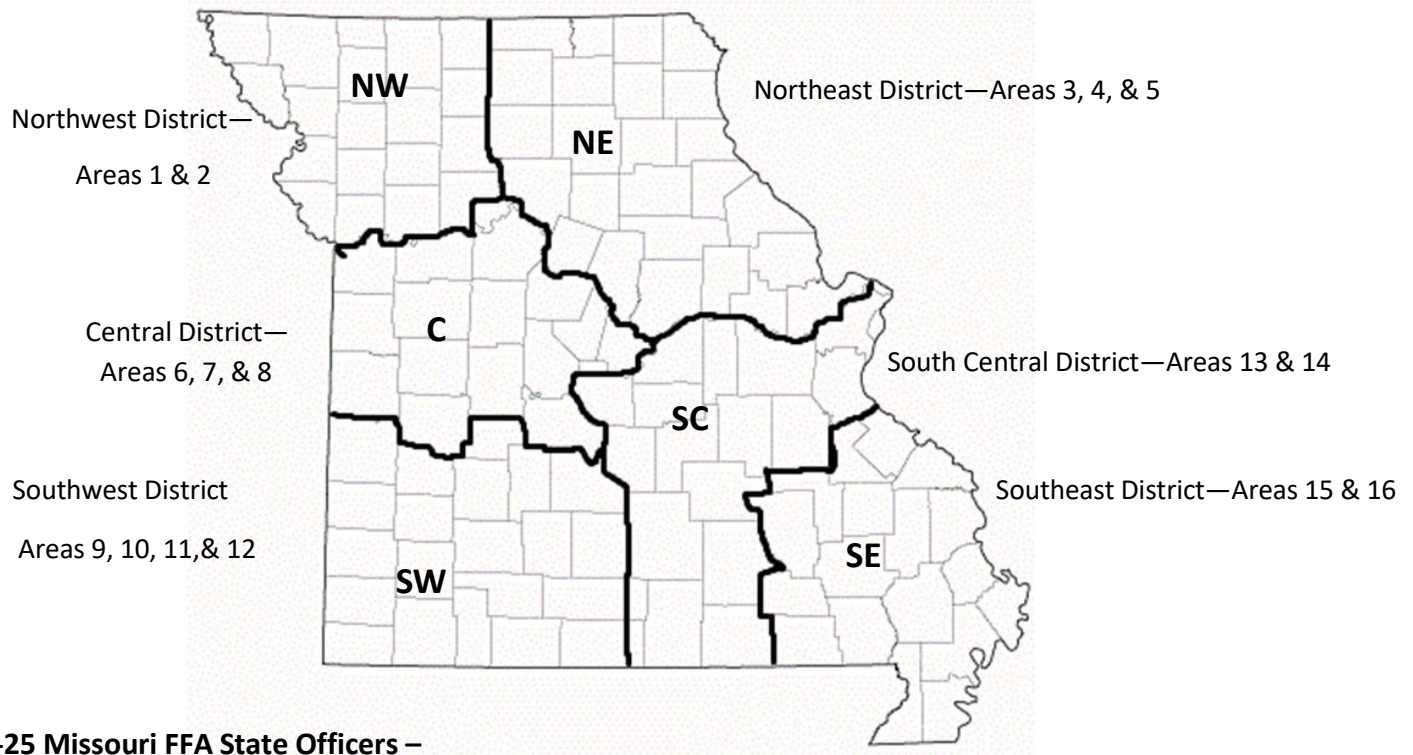 NW
Northeast District—Areas 3, 4, & 5
Northwest District—
NE
Areas 1 & 2
Central District—
C
Areas 6, 7, & 8
South Central District—Areas 13 & 14
SC
Southwest District
Southeast District—Areas 15 & 16
Areas 9, 10, 11,& 12
SE
SW
-25 Missouri FFA State Officers –